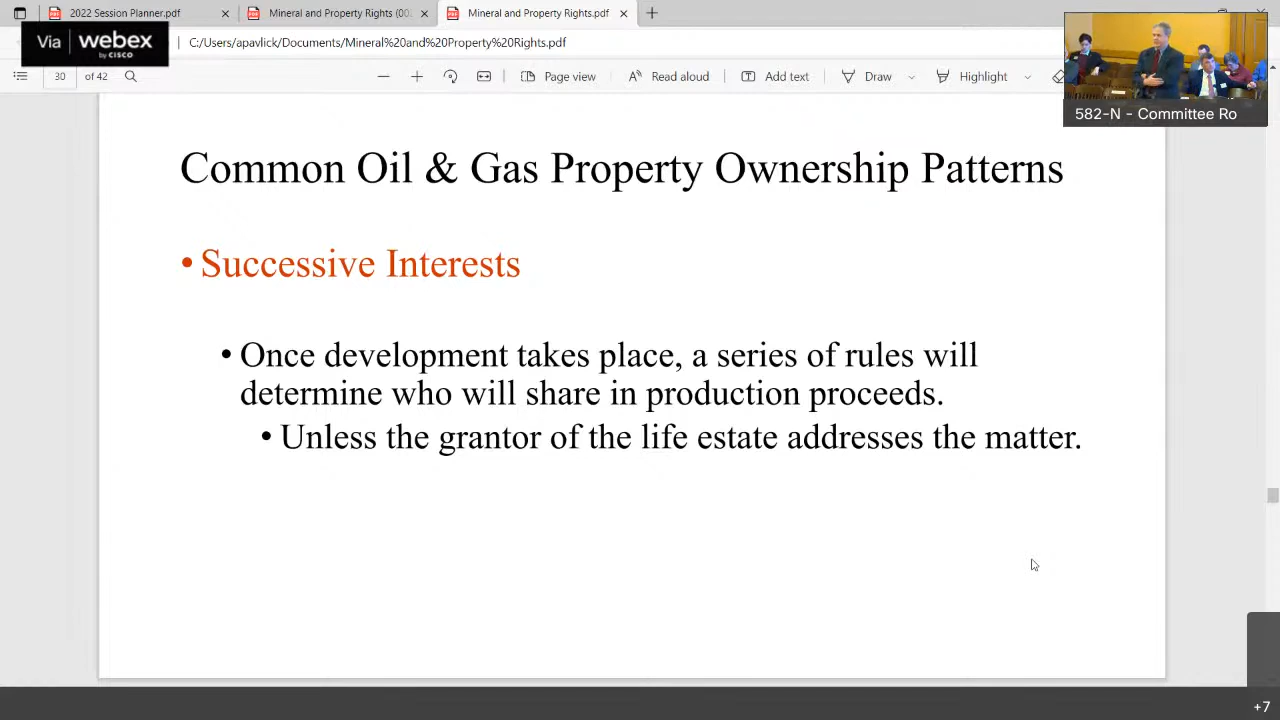 2022 Session Planner.pdf
Mineral and Property Rights (00
Mineral and Property Rights.pdf
Via webex
by CISCO
C:/Users/apavlick/Documents/Mineral%20and%20Property%20Rights.pdf
30 of 42
Page view
Read aloud
Add text
Draw
Highlight
582-N - Committee Ro
Common Oil & Gas Property Ownership Patterns
• Successive Interests
• Once development takes place, a series of rules will
determine who will share in production proceeds.
• Unless the grantor of the life estate addresses the matter.
+7